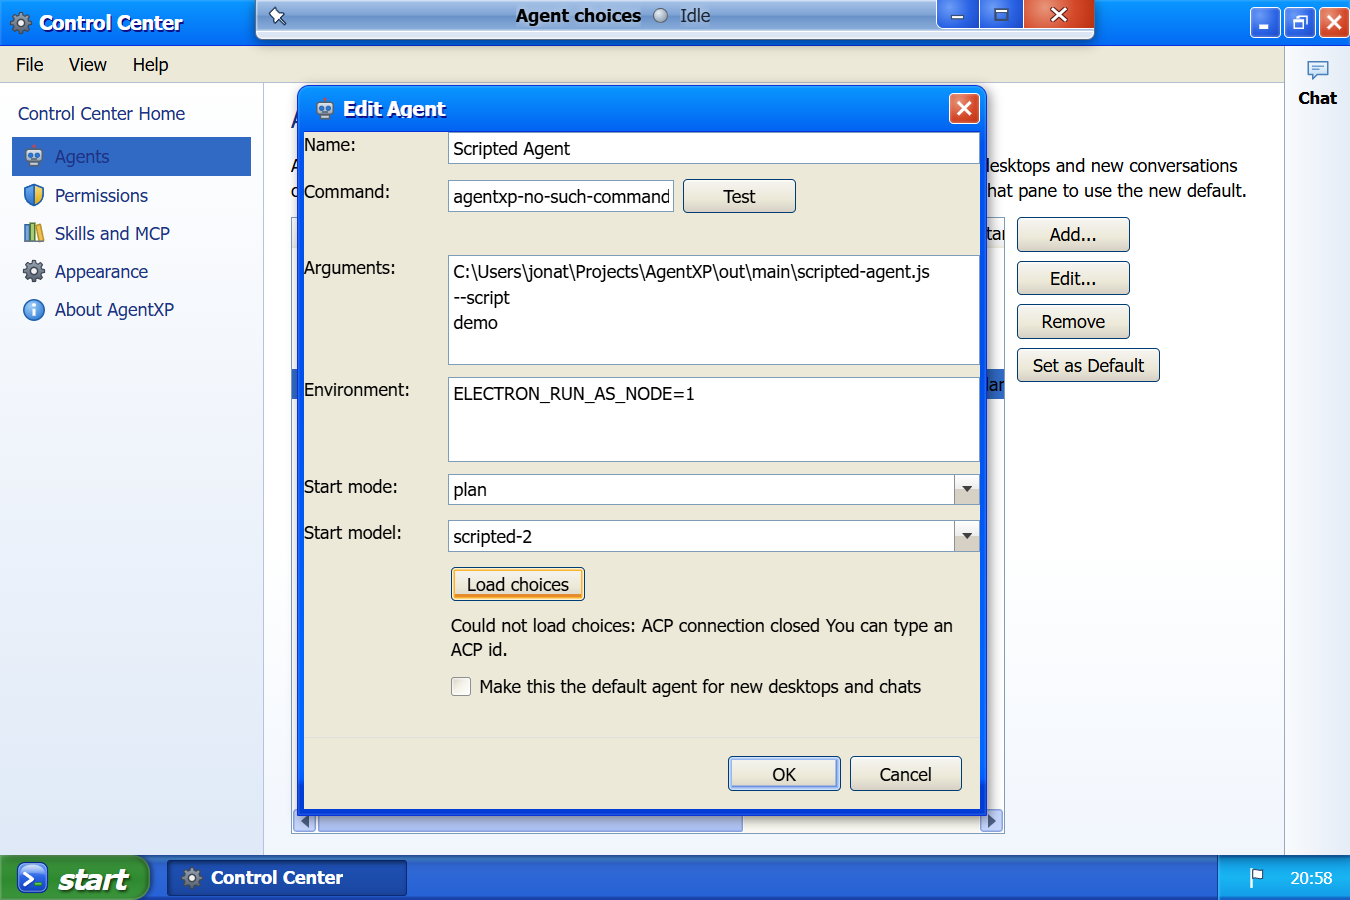 Control Center
Agent choices Idle
File View Help
Chat
Control Center Home
Agents
Permissions
Skills and MCP
Appearance
About AgentXP
Edit Agent
desktops and new conversations
hat pane to use the new default.
Name: Scripted Agent
Command: agentxp-no-such-command Test
Arguments: C:\Users\jonat\Projects\AgentXP\out\main\scripted-agent.js
--script
demo
Environment: ELECTRON_RUN_AS_NODE=1
Start mode: plan
Start model: scripted-2
Load choices
Could not load choices: ACP connection closed You can type an
ACP id.
Make this the default agent for new desktops and chats
OK Cancel
Add...
Edit...
Remove
Set as Default
start Control Center 20:58